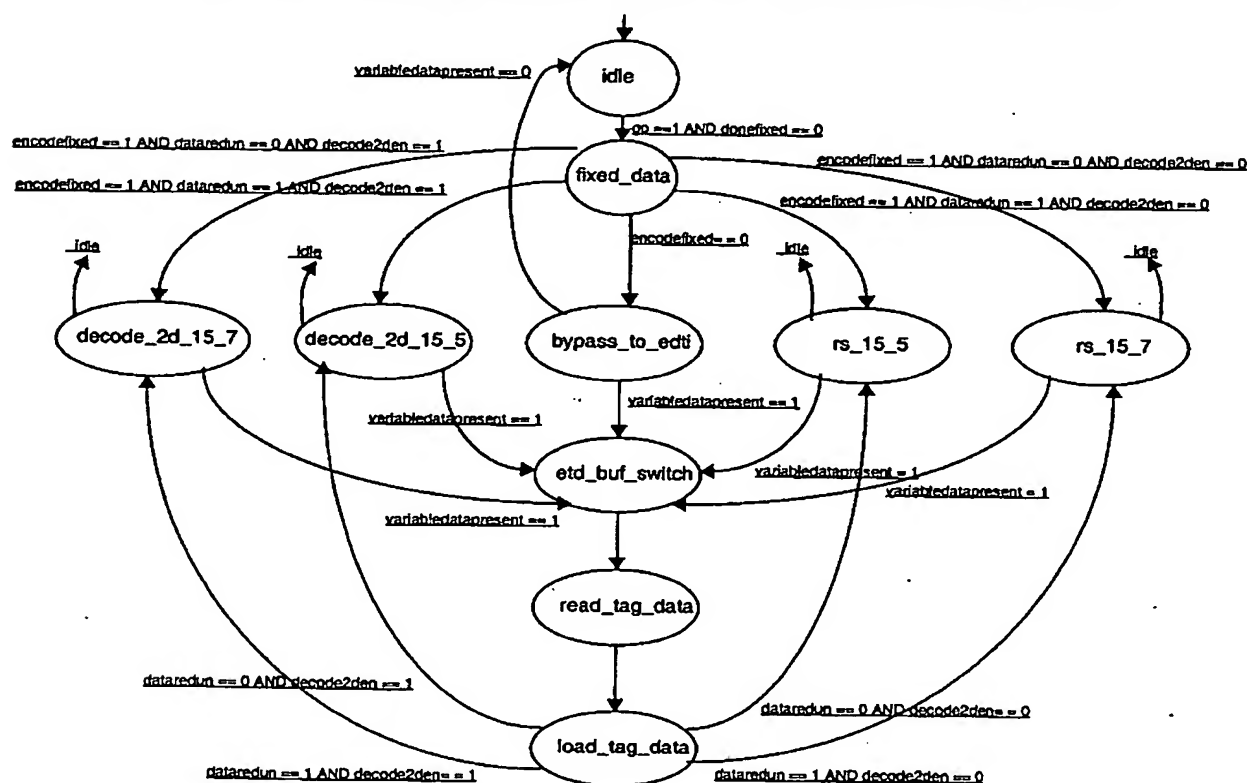 idle
variabledatapresent == 0
go ==1 AND donefixed == 0
encodefixed == 1 AND dataredun == 0 AND decode2den == 1
encodefixed == 1 AND dataredun == 0 AND decode2den == 0
fixed_data
encodefixed == 1 AND dataredun == 1 AND decode2den == 1
encodefixed == 1 AND dataredun == 1 AND decode2den == 0
encodefixed== 0
idle
idle
idle
idle
decode_2d_15_7
decode_2d_15_5
bypass_to_edti
rs_15_5
rs_15_7
variabledatapresent == 1
variabledatapresent == 1
etd_buf_switch
variabledatapresent = 1
variabledatapresent = 1
variabledatapresent == 1
read_tag_data
dataredun == 0 AND decode2den == 1
dataredun == 0 AND decode2den== 0
load_tag_data
dataredun == 1 AND decode2den== 1
dataredun == 1 AND decode2den == 0